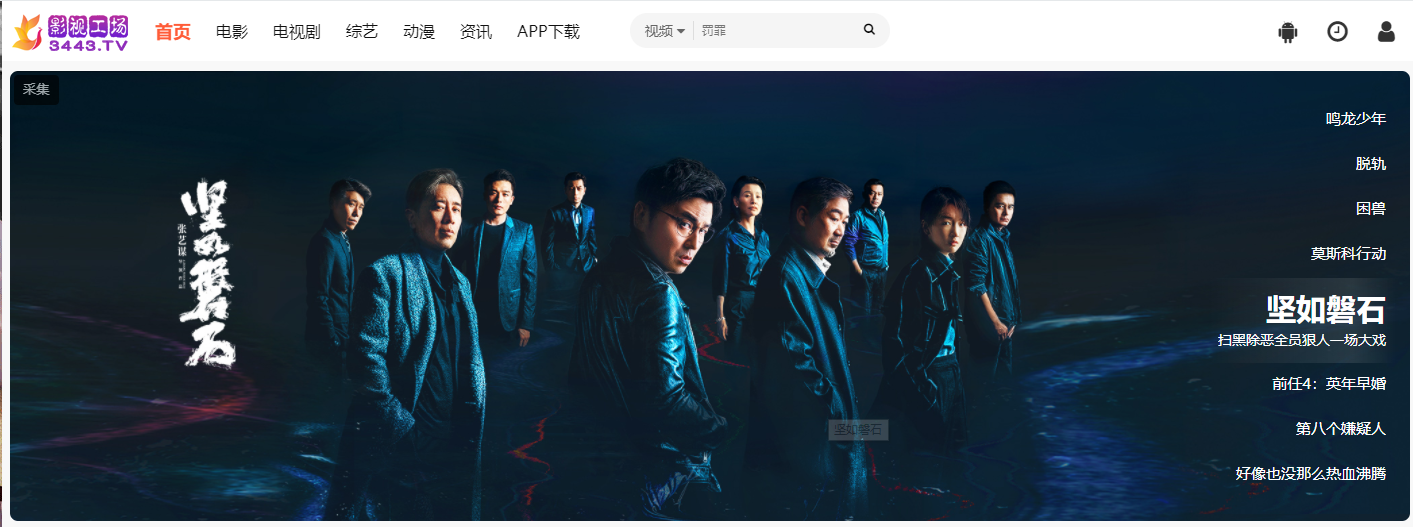 影视工场
3443.TV
首页 电影 电视剧 综艺 动漫 资讯 APP下载
视频 罚罪
采集
坚如磐石
张艺谋
鸣龙少年
脱轨
困兽
莫斯科行动
坚如磐石
扫黑除恶全员狠人一场大戏
前任4：英年早婚
第八个嫌疑人
好像也没那么热血沸腾
坚如磐石